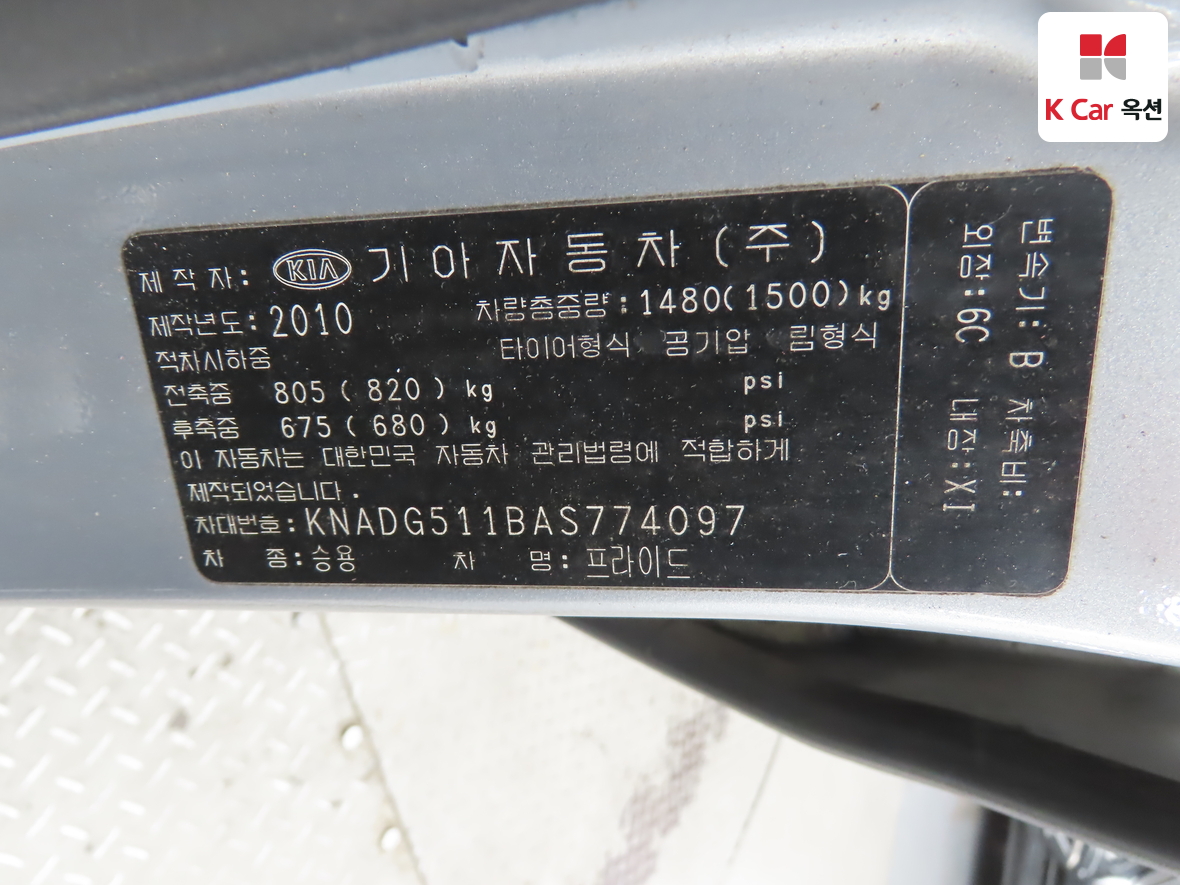 K Car 옥션
제 작 자 : KIA 기 아 자 동 차 ( 주 )
제작년도 : 2010 차량총중량 : 1480( 1500) kg
적차시하중 타이어형식 공기압 림형식
전축중 805 ( 820 ) kg psi
후축중 675 ( 680 ) kg psi
이 자동차는 대한민국 자동차 관리법령에 적합하게
제작되었습니다 .
차대번호 : KNADG511BAS774097
차 종 : 승용 차 명 : 프라이드
변속기: B 차축비:
외장:6C 내장:XI